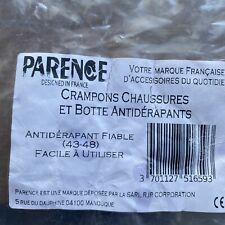 PARENCE
DESIGNED IN FRANCE
VOTRE MARQUE FRANÇAISE
D'ACCESSOIRES DU QUOTIDIEN
CRAMPONS CHAUSSURES
ET BOTTE ANTIDÉRAPANTS
ANTIDÉRAPANT FIABLE
(43-48)
FACILE À UTILISER
3 701127 516593
PARENCE EST UNE MARQUE DÉPOSÉE PAR LA SARL RJR CORPORATION
5 RUE DU DAUPHINÉ 04100 MANOSQUE
CE